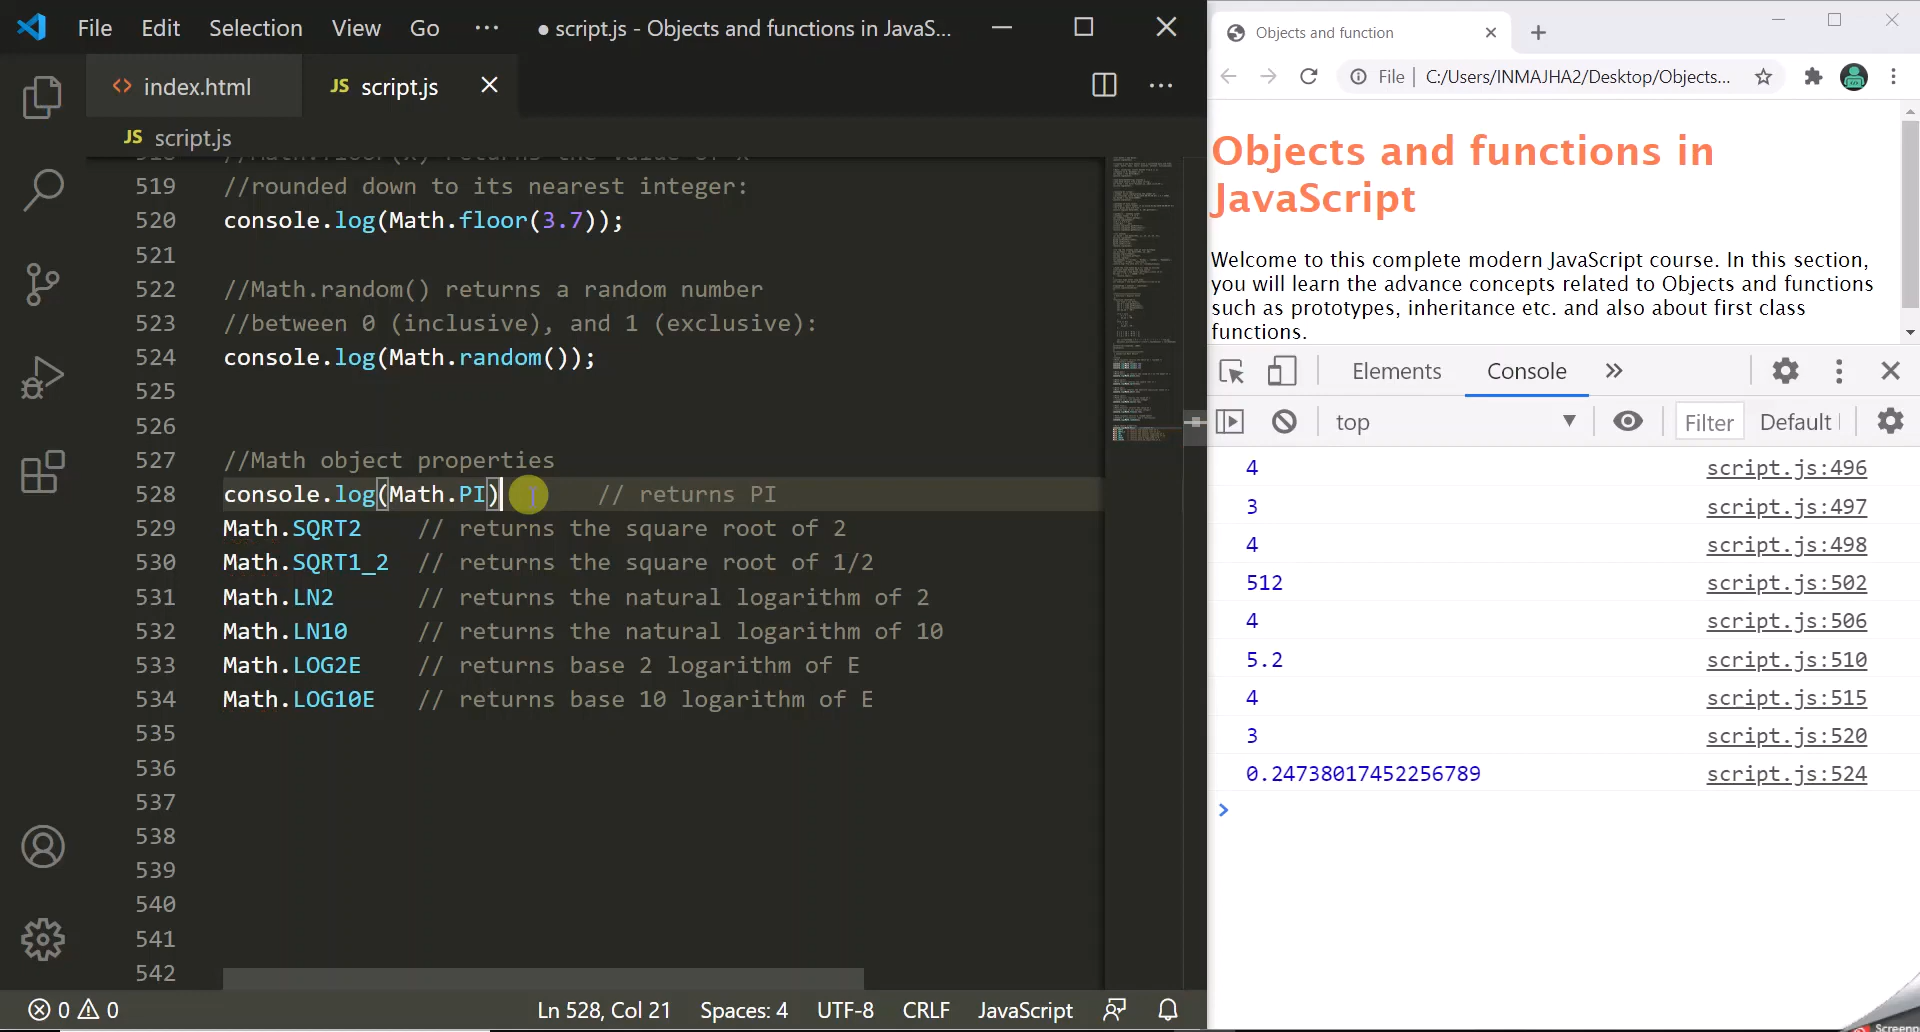 File Edit Selection View Go ··· ● script.js - Objects and functions in JavaS...
index.html JS script.js
JS script.js
519 //rounded down to its nearest integer:
520 console.log(Math.floor(3.7));
521
522 //Math.random() returns a random number
523 //between 0 (inclusive), and 1 (exclusive):
524 console.log(Math.random());
525
526
527 //Math object properties
528 console.log(Math.PI) // returns PI
529 Math.SQRT2 // returns the square root of 2
530 Math.SQRT1_2 // returns the square root of 1/2
531 Math.LN2 // returns the natural logarithm of 2
532 Math.LN10 // returns the natural logarithm of 10
533 Math.LOG2E // returns base 2 logarithm of E
534 Math.LOG10E // returns base 10 logarithm of E
535
536
537
538
539
540
541
542
0 0 Ln 528, Col 21 Spaces: 4 UTF-8 CRLF JavaScript
Objects and function
File C:/Users/INMAJHA2/Desktop/Objects...
Objects and functions in
JavaScript
Welcome to this complete modern JavaScript course. In this section,
you will learn the advance concepts related to Objects and functions
such as prototypes, inheritance etc. and also about first class
functions.
Elements Console
top Filter Default
4 script.js:496
3 script.js:497
4 script.js:498
512 script.js:502
4 script.js:506
5.2 script.js:510
4 script.js:515
3 script.js:520
0.24738017452256789 script.js:524